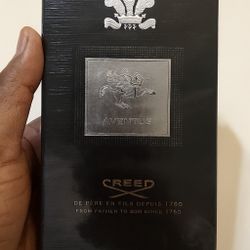 AVENTUS
CREED
DE PÈRE EN FILS DEPUIS 1760
FROM FATHER TO SON SINCE 1760